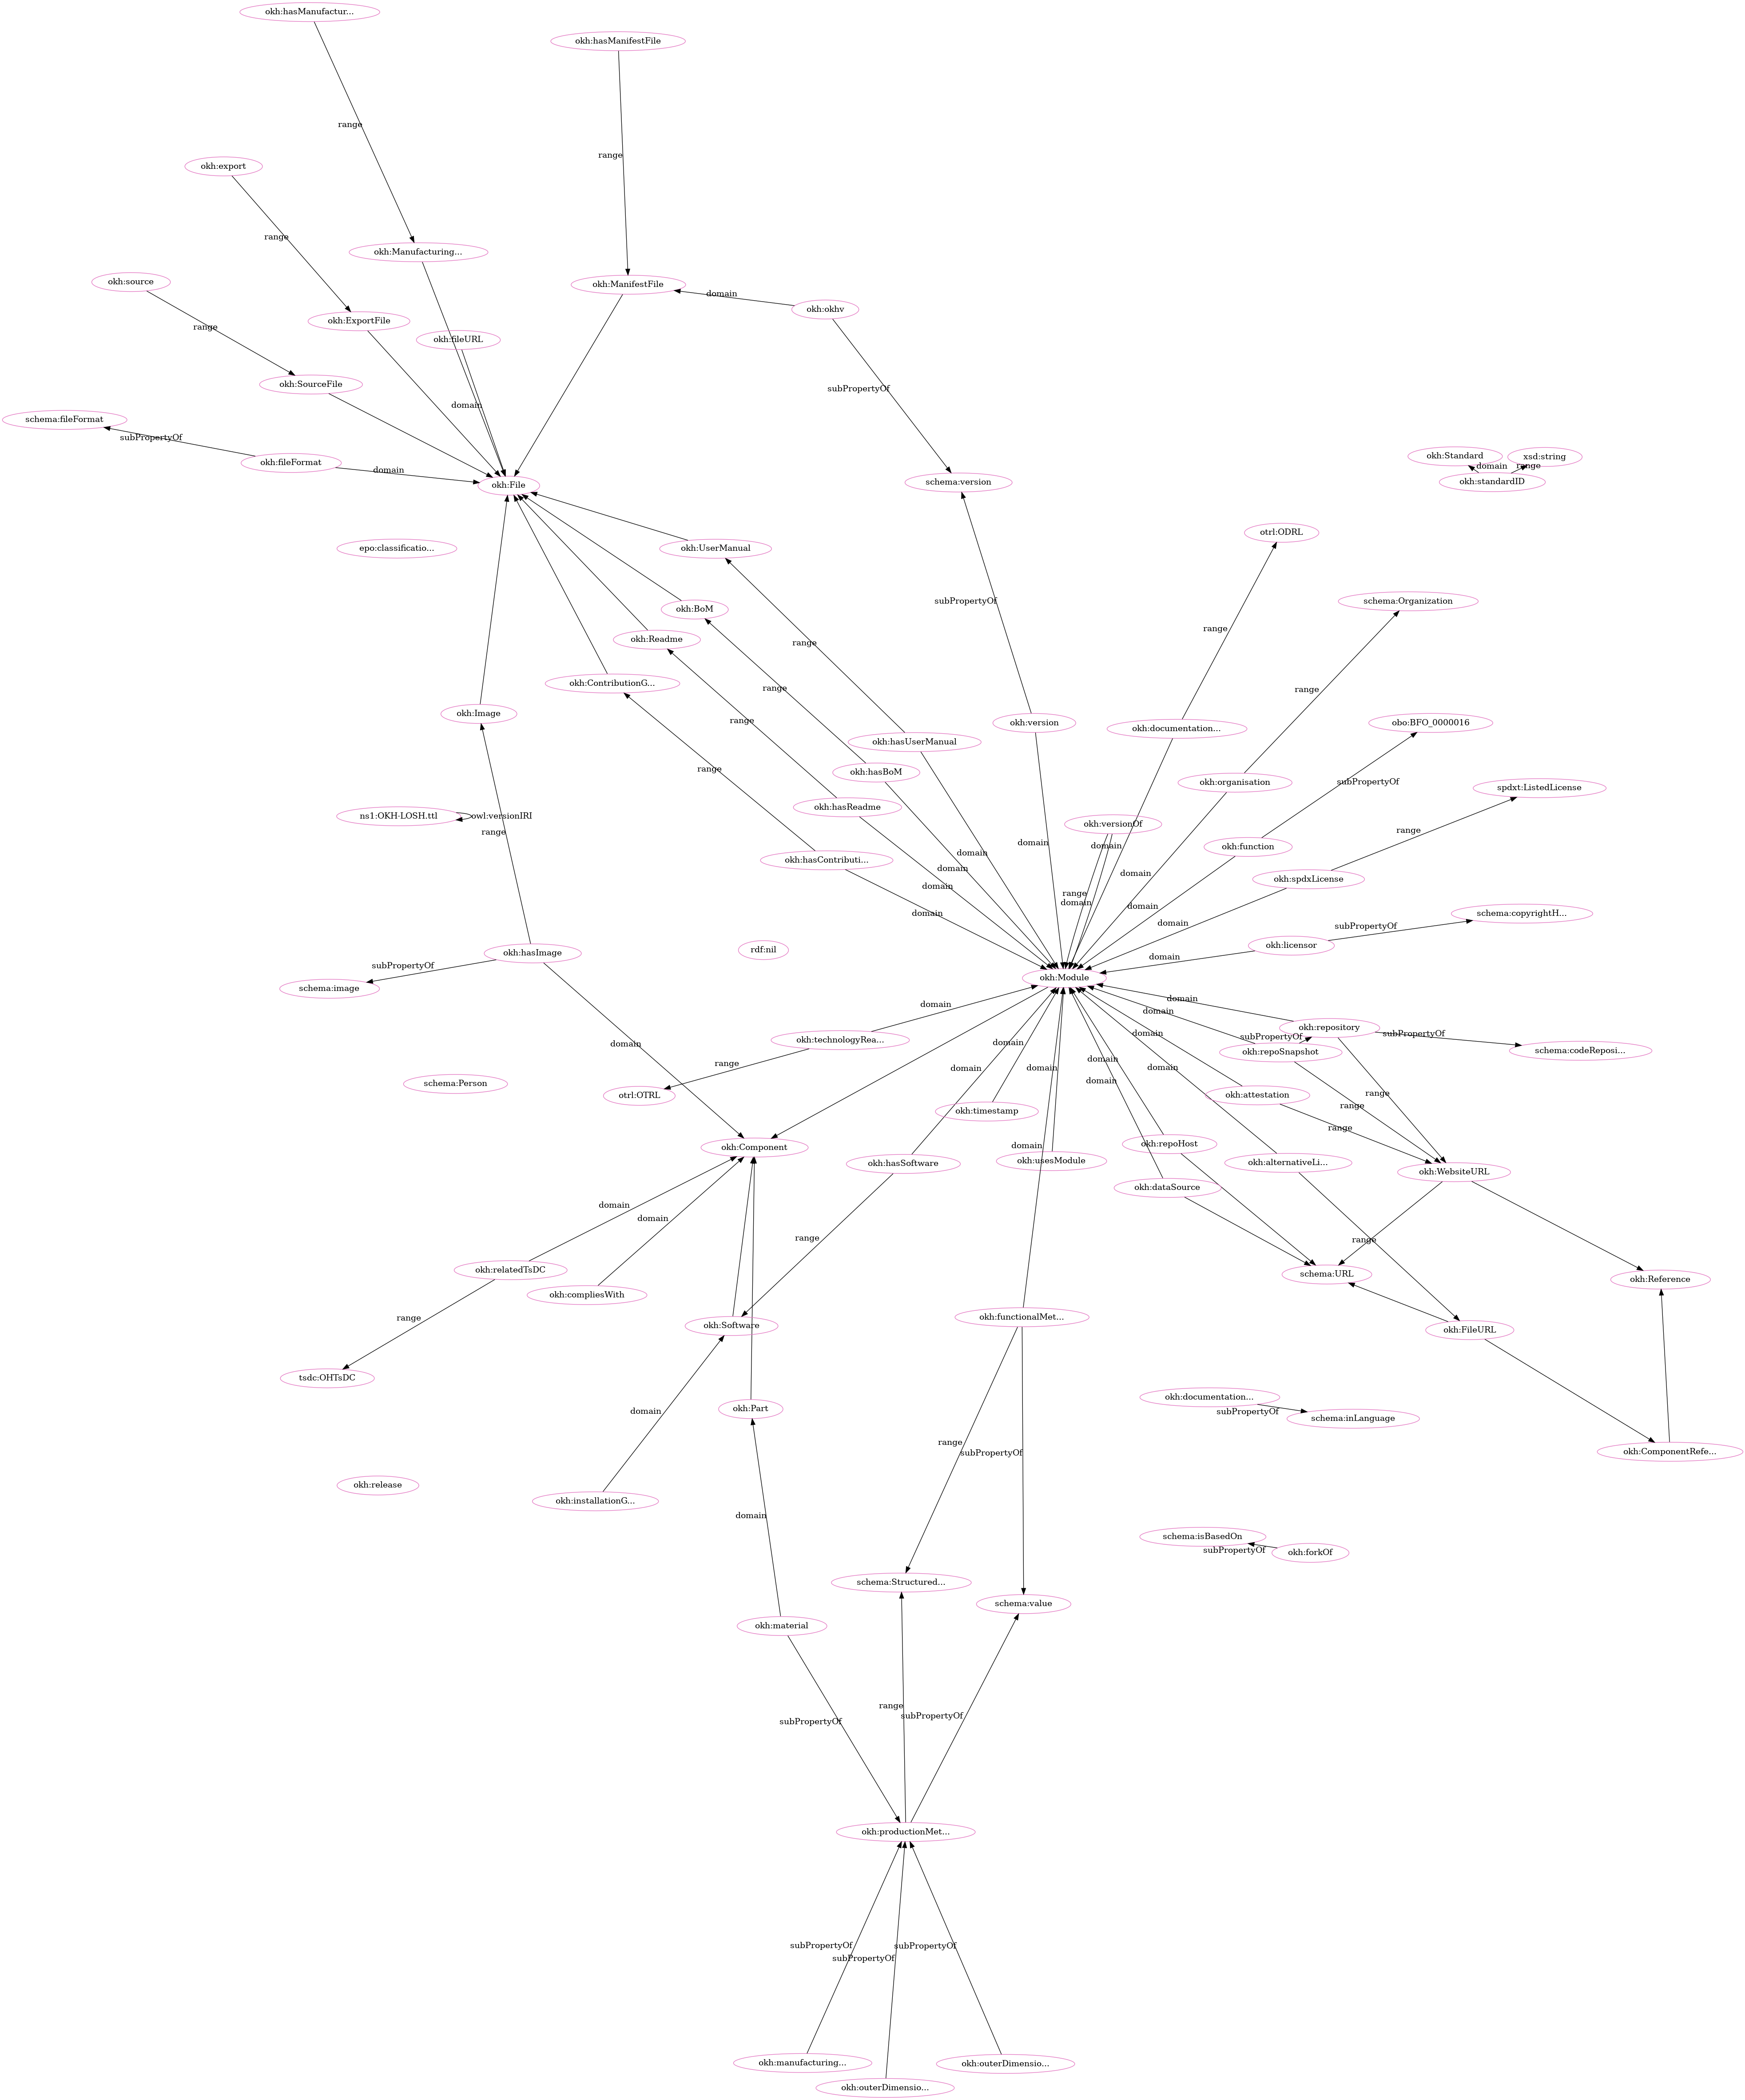 okh:hasManufactur...
okh:hasManifestFile
range
range
okh:export
range
okh:Manufacturing...
okh:source
okh:ManifestFile
domain
okh:okhv
okh:ExportFile
range
okh:fileURL
okh:SourceFile
subPropertyOf
domain
schema:fileFormat
subPropertyOf
okh:fileFormat
domain
okh:File
schema:version
okh:Standard
xsd:string
domain
range
okh:standardID
otrl:ODRL
epo:classificatio...
okh:UserManual
subPropertyOf
schema:Organization
okh:BoM
range
okh:Readme
range
okh:ContributionG...
range
range
okh:Image
range
okh:version
okh:documentation...
obo:BFO_0000016
okh:hasUserManual
okh:hasBoM
okh:organisation
subPropertyOf
spdxt:ListedLicense
okh:hasReadme
ns1:OKH-LOSH.ttl
owl:versionIRI
range
okh:versionOf
range
okh:function
domain
domain
domain
okh:hasContributi...
domain
domain
domain
okh:spdxLicense
range
domain
domain
domain
domain
schema:copyrightH...
domain
subPropertyOf
okh:licensor
okh:hasImage
rdf:nil
domain
subPropertyOf
schema:image
okh:Module
domain
domain
domain
okh:repository
okh:technologyRea...
domain
domain
subPropertyOf
subPropertyOf
domain
okh:repoSnapshot
schema:codeReposi...
range
domain
domain
domain
domain
domain
schema:Person
otrl:OTRL
okh:attestation
range
range
okh:timestamp
range
okh:Component
domain
okh:repoHost
okh:hasSoftware
okh:usesModule
okh:alternativeLi...
okh:WebsiteURL
okh:dataSource
domain
domain
range
range
okh:relatedTsDC
schema:URL
okh:Reference
okh:compliesWith
range
okh:Software
okh:functionalMet...
okh:FileURL
tsdc:OHTsDC
okh:documentation...
domain
okh:Part
subPropertyOf
schema:inLanguage
range
subPropertyOf
okh:ComponentRefe...
okh:release
okh:installationG...
domain
schema:isBasedOn
subPropertyOf
okh:forkOf
schema:Structured...
schema:value
okh:material
range
subPropertyOf
subPropertyOf
okh:productionMet...
subPropertyOf
subPropertyOf
subPropertyOf
okh:manufacturing...
okh:outerDimensio...
okh:outerDimensio...